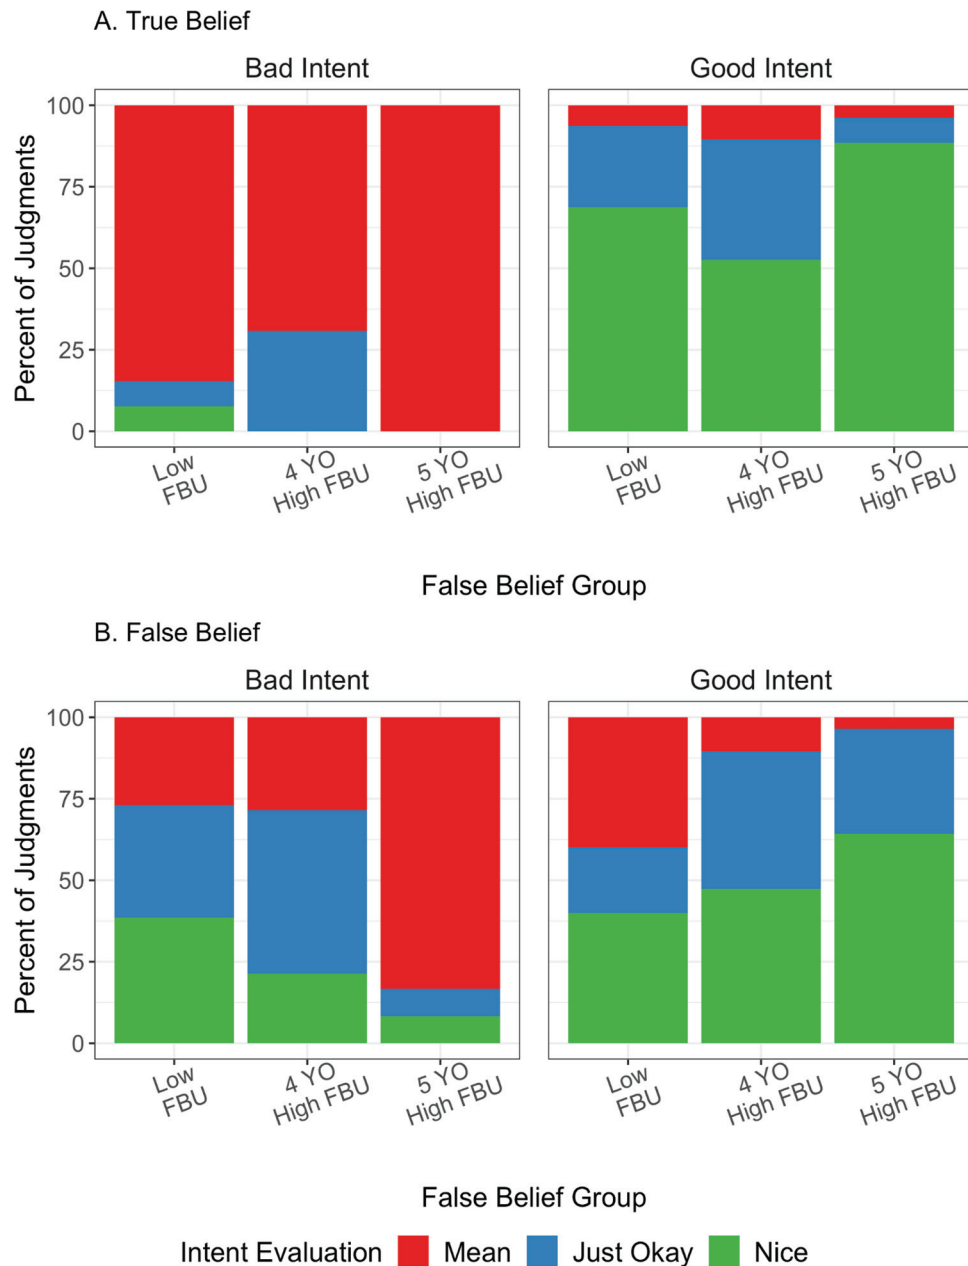 A. True Belief
Bad Intent
Good Intent
Percent of Judgments
100
75
50
25
0
Low
FBU
4 YO
High FBU
5 YO
High FBU
Low
FBU
4 YO
High FBU
5 YO
High FBU
False Belief Group
B. False Belief
Bad Intent
Good Intent
Percent of Judgments
100
75
50
25
0
Low
FBU
4 YO
High FBU
5 YO
High FBU
Low
FBU
4 YO
High FBU
5 YO
High FBU
False Belief Group
Intent Evaluation Mean Just Okay Nice